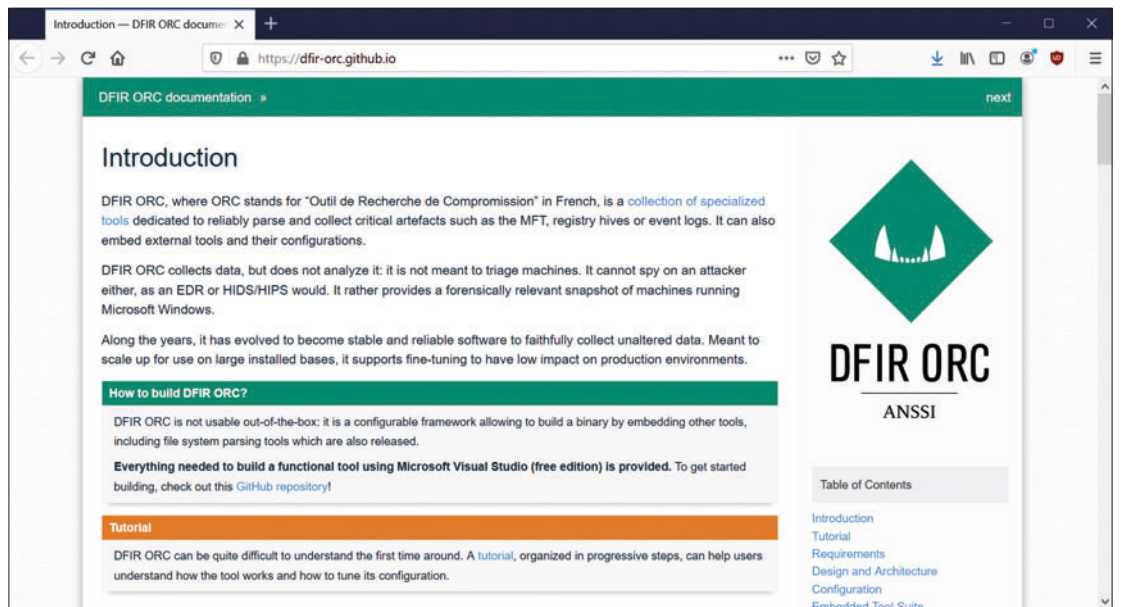 Introduction — DFIR ORC docume
https://dfir-orc.github.io
DFIR ORC documentation »
next
Introduction
DFIR ORC, where ORC stands for “Outil de Recherche de Compromission” in French, is a collection of specialized
tools dedicated to reliably parse and collect critical artefacts such as the MFT, registry hives or event logs. It can also
embed external tools and their configurations.
DFIR ORC collects data, but does not analyze it: it is not meant to triage machines. It cannot spy on an attacker
either, as an EDR or HIDS/HIPS would. It rather provides a forensically relevant snapshot of machines running
Microsoft Windows.
Along the years, it has evolved to become stable and reliable software to faithfully collect unaltered data. Meant to
scale up for use on large installed bases, it supports fine-tuning to have low impact on production environments.
How to build DFIR ORC?
DFIR ORC is not usable out-of-the-box: it is a configurable framework allowing to build a binary by embedding other tools,
including file system parsing tools which are also released.
Everything needed to build a functional tool using Microsoft Visual Studio (free edition) is provided. To get started
building, check out this GitHub repository!
Tutorial
DFIR ORC can be quite difficult to understand the first time around. A tutorial, organized in progressive steps, can help users
understand how the tool works and how to tune its configuration.
DFIR ORC
ANSSI
Table of Contents
Introduction
Tutorial
Requirements
Design and Architecture
Configuration
Embedded Tool Suite